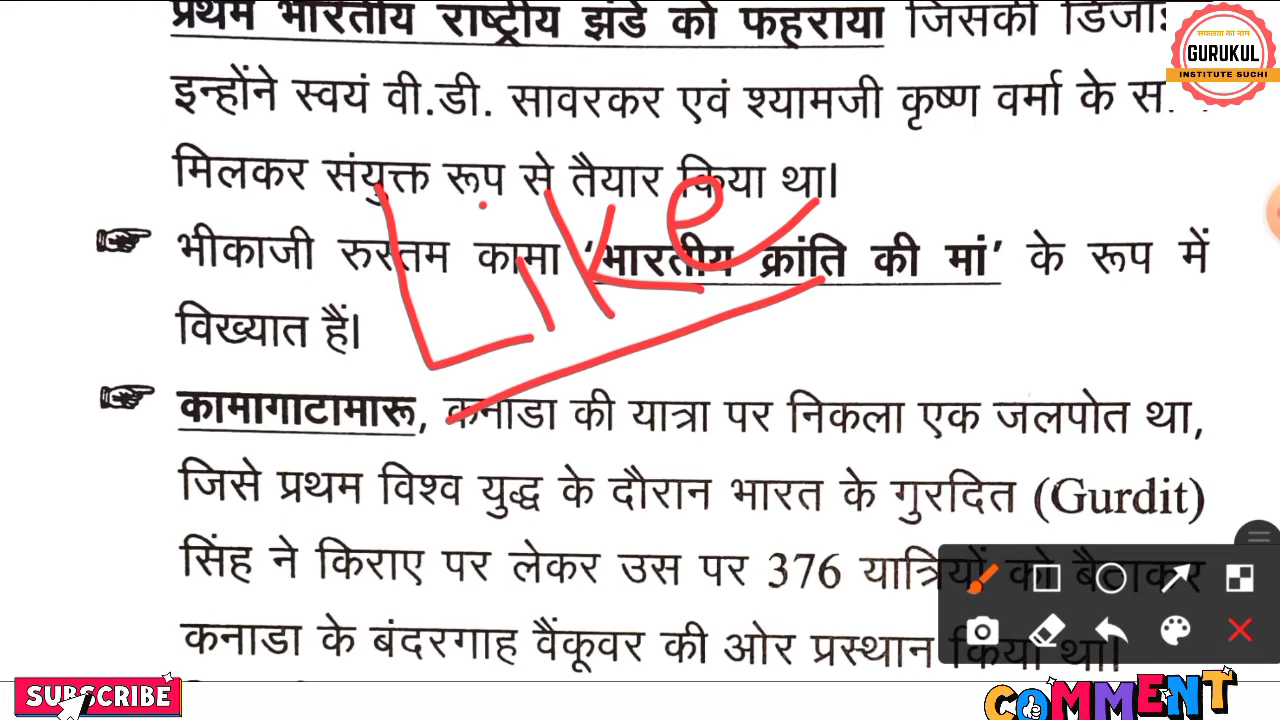 प्रथम भारतीय राष्ट्रीय झंडे को फहराया जिसकी
सफलता का नाम
GURUKUL
INSTITUTE SUCHI
इन्होंने स्वयं वी.डी. सावरकर एवं श्यामजी कृष्ण वर्मा के
मिलकर संयुक्त रूप से तैयार किया था।
Like
☞ भीकाजी रुस्तम कामा ‘भारतीय क्रांति की मां’ के रूप में
विख्यात हैं।
☞ कामागाटामारू, कनाडा की यात्रा पर निकला एक जलपोत था,
जिसे प्रथम विश्व युद्ध के दौरान भारत के गुरदित (Gurdit)
सिंह ने किराए पर लेकर उस पर 376 यात्रियों को बैठाकर
कनाडा के बंदरगाह वैंकूवर की ओर प्रस्थान किया था।
SUBSCRIBE
COMMENT